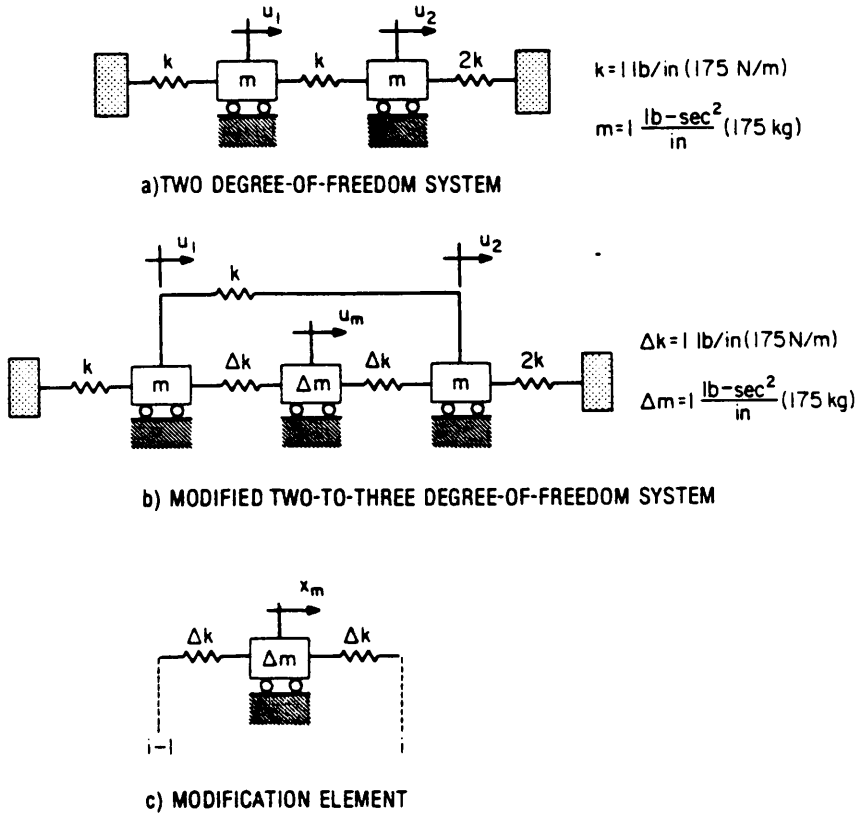 u₁ u₂
k m k m 2k
k=1 lb/in (175 N/m)
m=1 lb-sec²/in (175 kg)
a)TWO DEGREE-OF-FREEDOM SYSTEM
u₁ u₂
k
uₘ
k m Δk Δm Δk m 2k
Δk=1 lb/in (175 N/m)
Δm=1 lb-sec²/in (175 kg)
b) MODIFIED TWO-TO-THREE DEGREE-OF-FREEDOM SYSTEM
xₘ
Δk Δm Δk
i-1 i
c) MODIFICATION ELEMENT